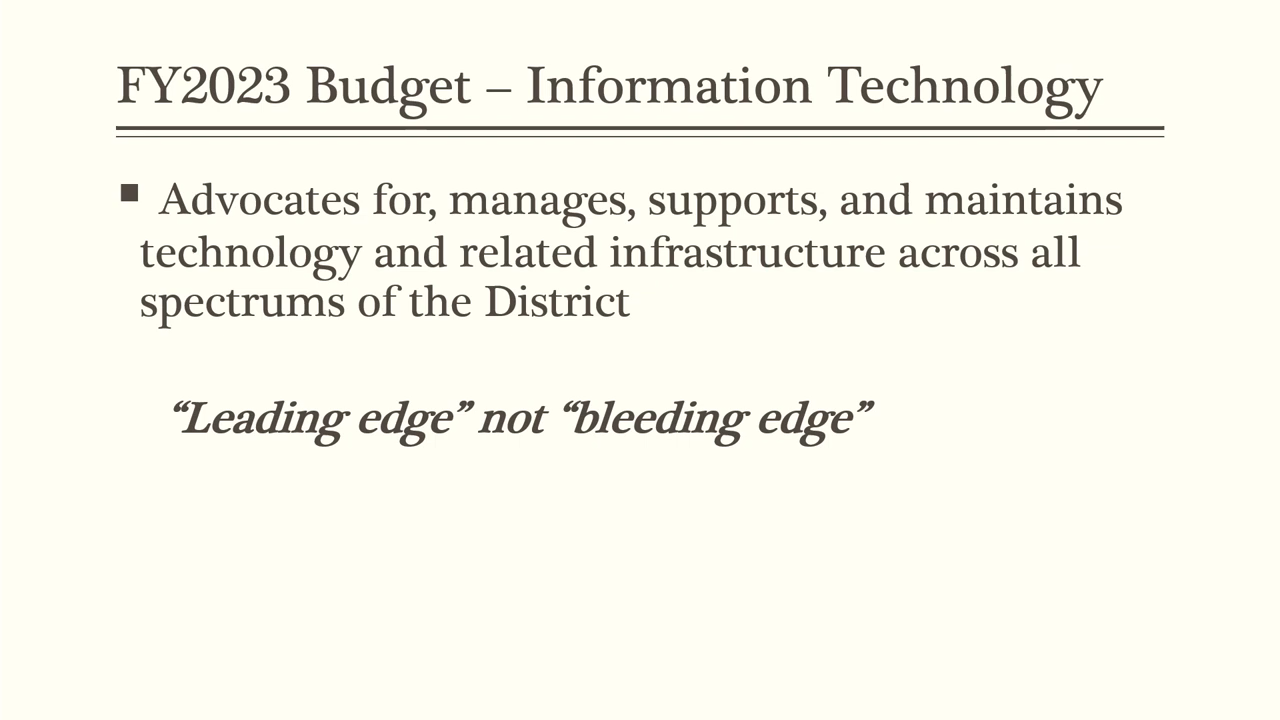 FY2023 Budget – Information Technology
▪ Advocates for, manages, supports, and maintains
technology and related infrastructure across all
spectrums of the District
“Leading edge” not “bleeding edge”